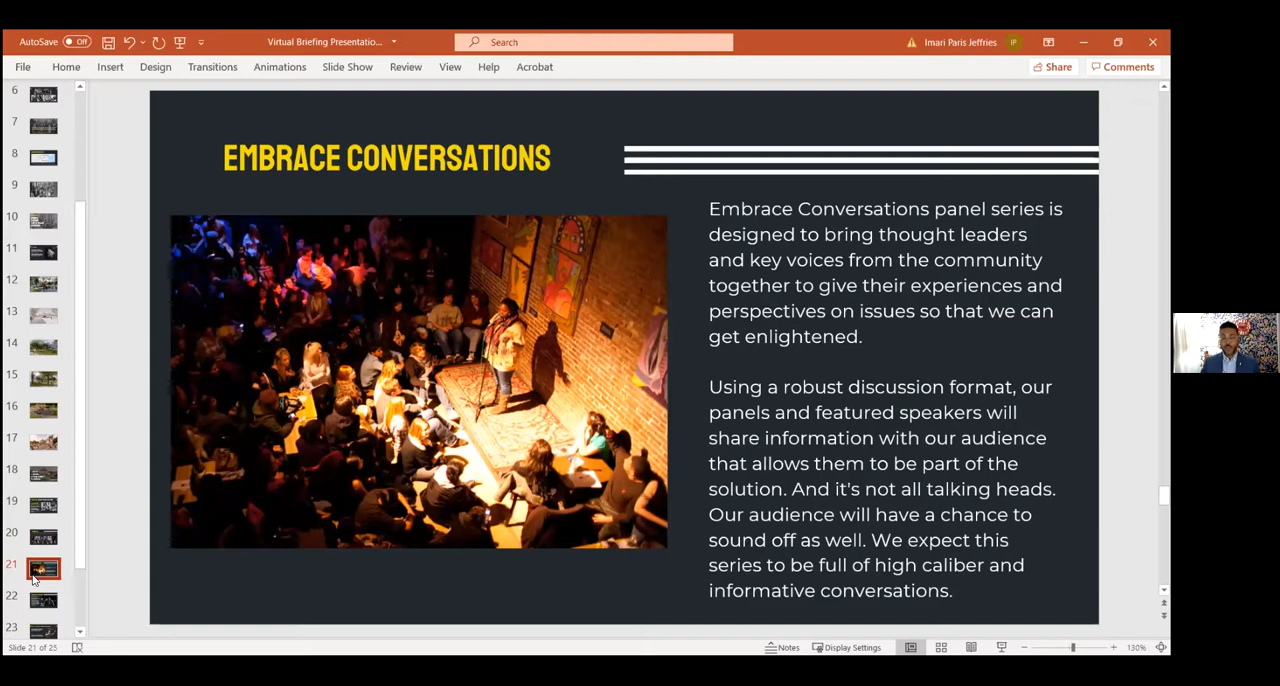 AutoSave Off Virtual Briefing Presentatio... Search Imari Paris Jeffries IP
File Home Insert Design Transitions Animations Slide Show Review View Help Acrobat Share Comments
6
7
8
9
10
11
12
13
14
15
16
17
18
19
20
21
22
23
EMBRACE CONVERSATIONS
Embrace Conversations panel series is
designed to bring thought leaders
and key voices from the community
together to give their experiences and
perspectives on issues so that we can
get enlightened.
Using a robust discussion format, our
panels and featured speakers will
share information with our audience
that allows them to be part of the
solution. And it's not all talking heads.
Our audience will have a chance to
sound off as well. We expect this
series to be full of high caliber and
informative conversations.
Slide 21 of 25 Notes Display Settings 130%